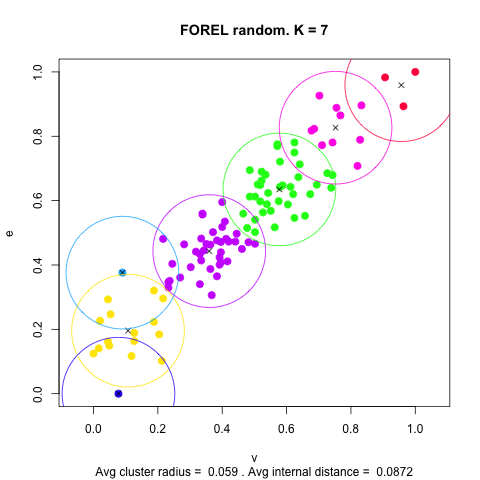 FOREL random. K = 7
e
1.0
0.8
0.6
0.4
0.2
0.0
0.0 0.2 0.4 0.6 0.8 1.0
v
Avg cluster radius =  0.059 . Avg internal distance =  0.0872